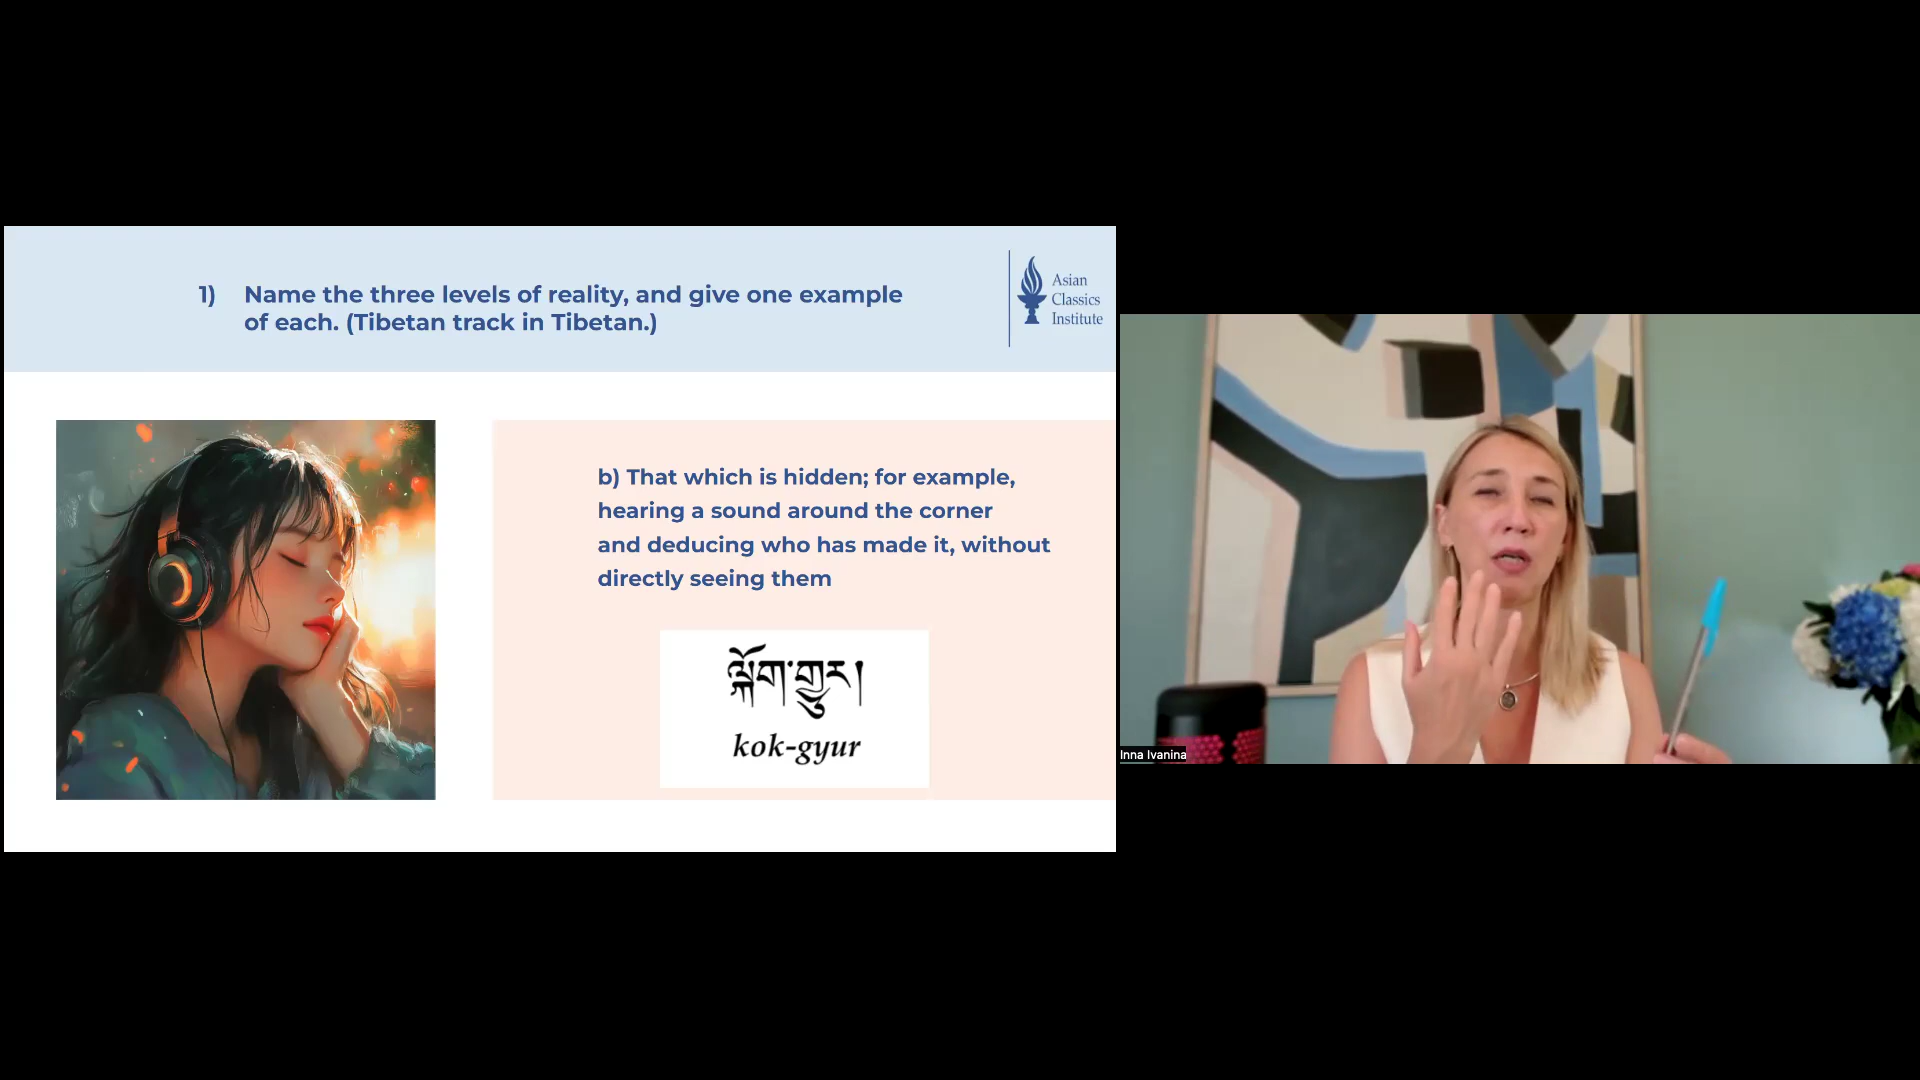 1) Name the three levels of reality, and give one example
of each. (Tibetan track in Tibetan.)
Asian
Classics
Institute
b) That which is hidden; for example,
hearing a sound around the corner
and deducing who has made it, without
directly seeing them
ལྐོག་གྱུར།
kok-gyur
Inna Ivanina